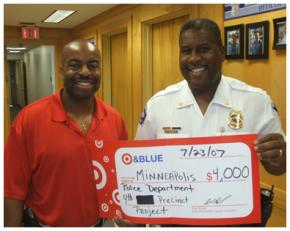 &BLUE 7/23/07
MINNEAPOLIS $4,000
Police Department
4th Precinct
Project